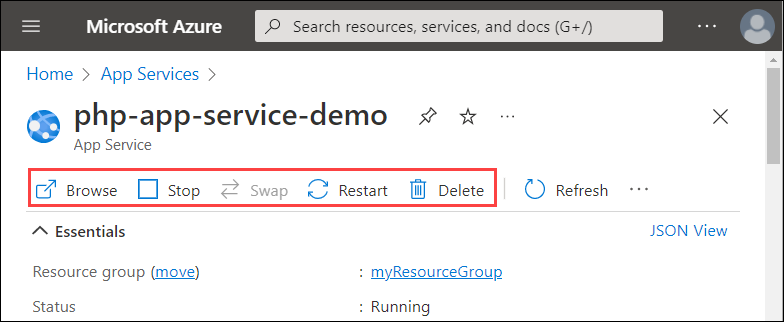 Microsoft Azure Search resources, services, and docs (G+/) ···
Home > App Services >
php-app-service-demo ···
App Service
Browse Stop Swap Restart Delete Refresh ···
Essentials JSON View
Resource group (move) : myResourceGroup
Status : Running